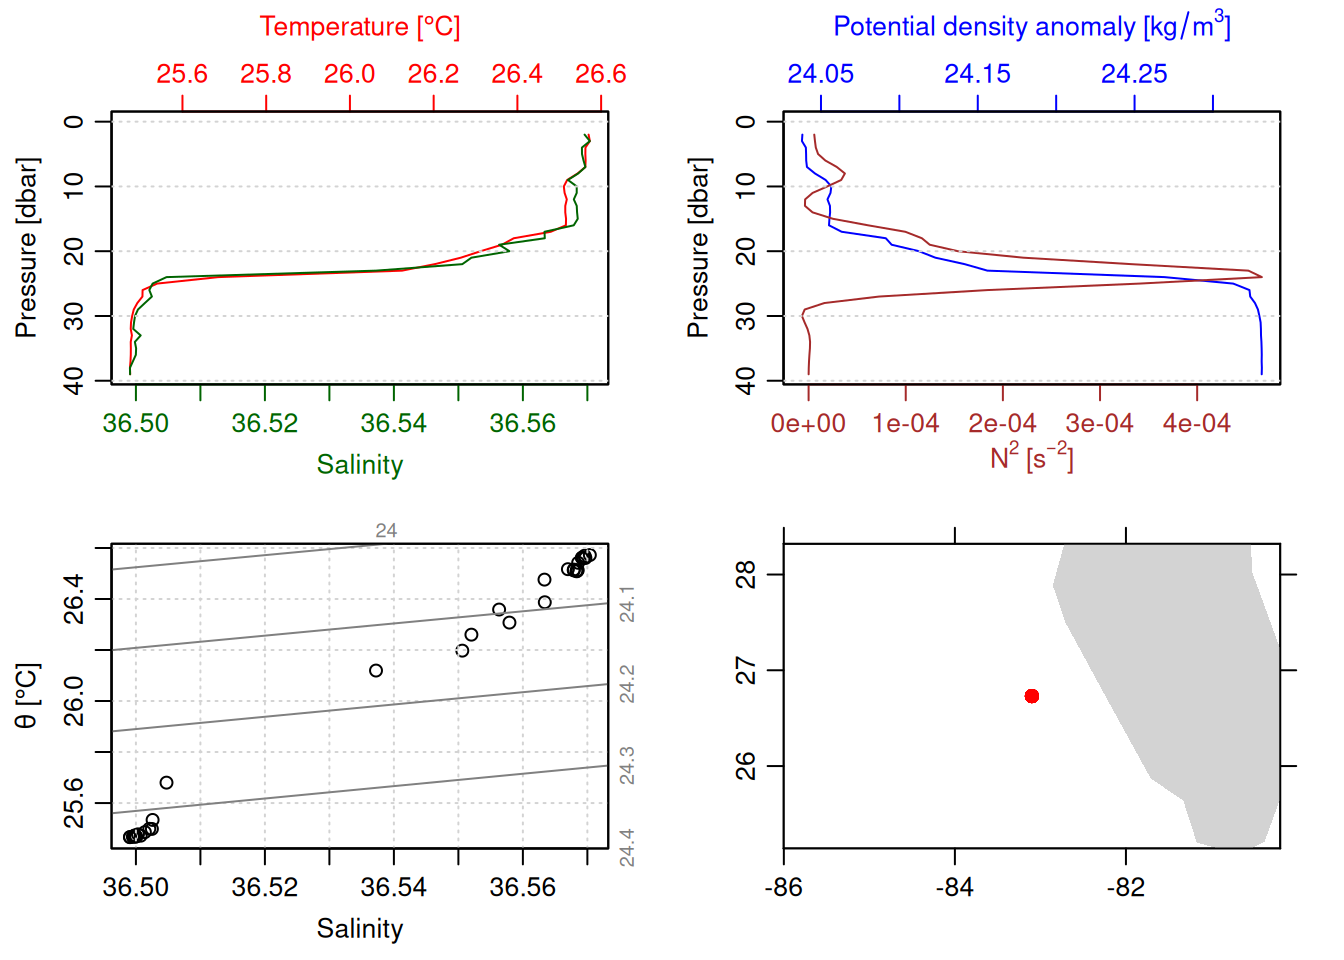 Temperature [°C]
25.6 25.8 26.0 26.2 26.4 26.6
Pressure [dbar]
0
10
20
30
40
36.50 36.52 36.54 36.56
Salinity
Potential density anomaly [kg/m³]
24.05 24.15 24.25
Pressure [dbar]
0
10
20
30
40
0e+00 1e-04 2e-04 3e-04 4e-04
N² [s⁻²]
24
θ [°C]
26.4
26.0
25.6
24.1
24.2
24.3
24.4
36.50 36.52 36.54 36.56
Salinity
28
27
26
-86 -84 -82